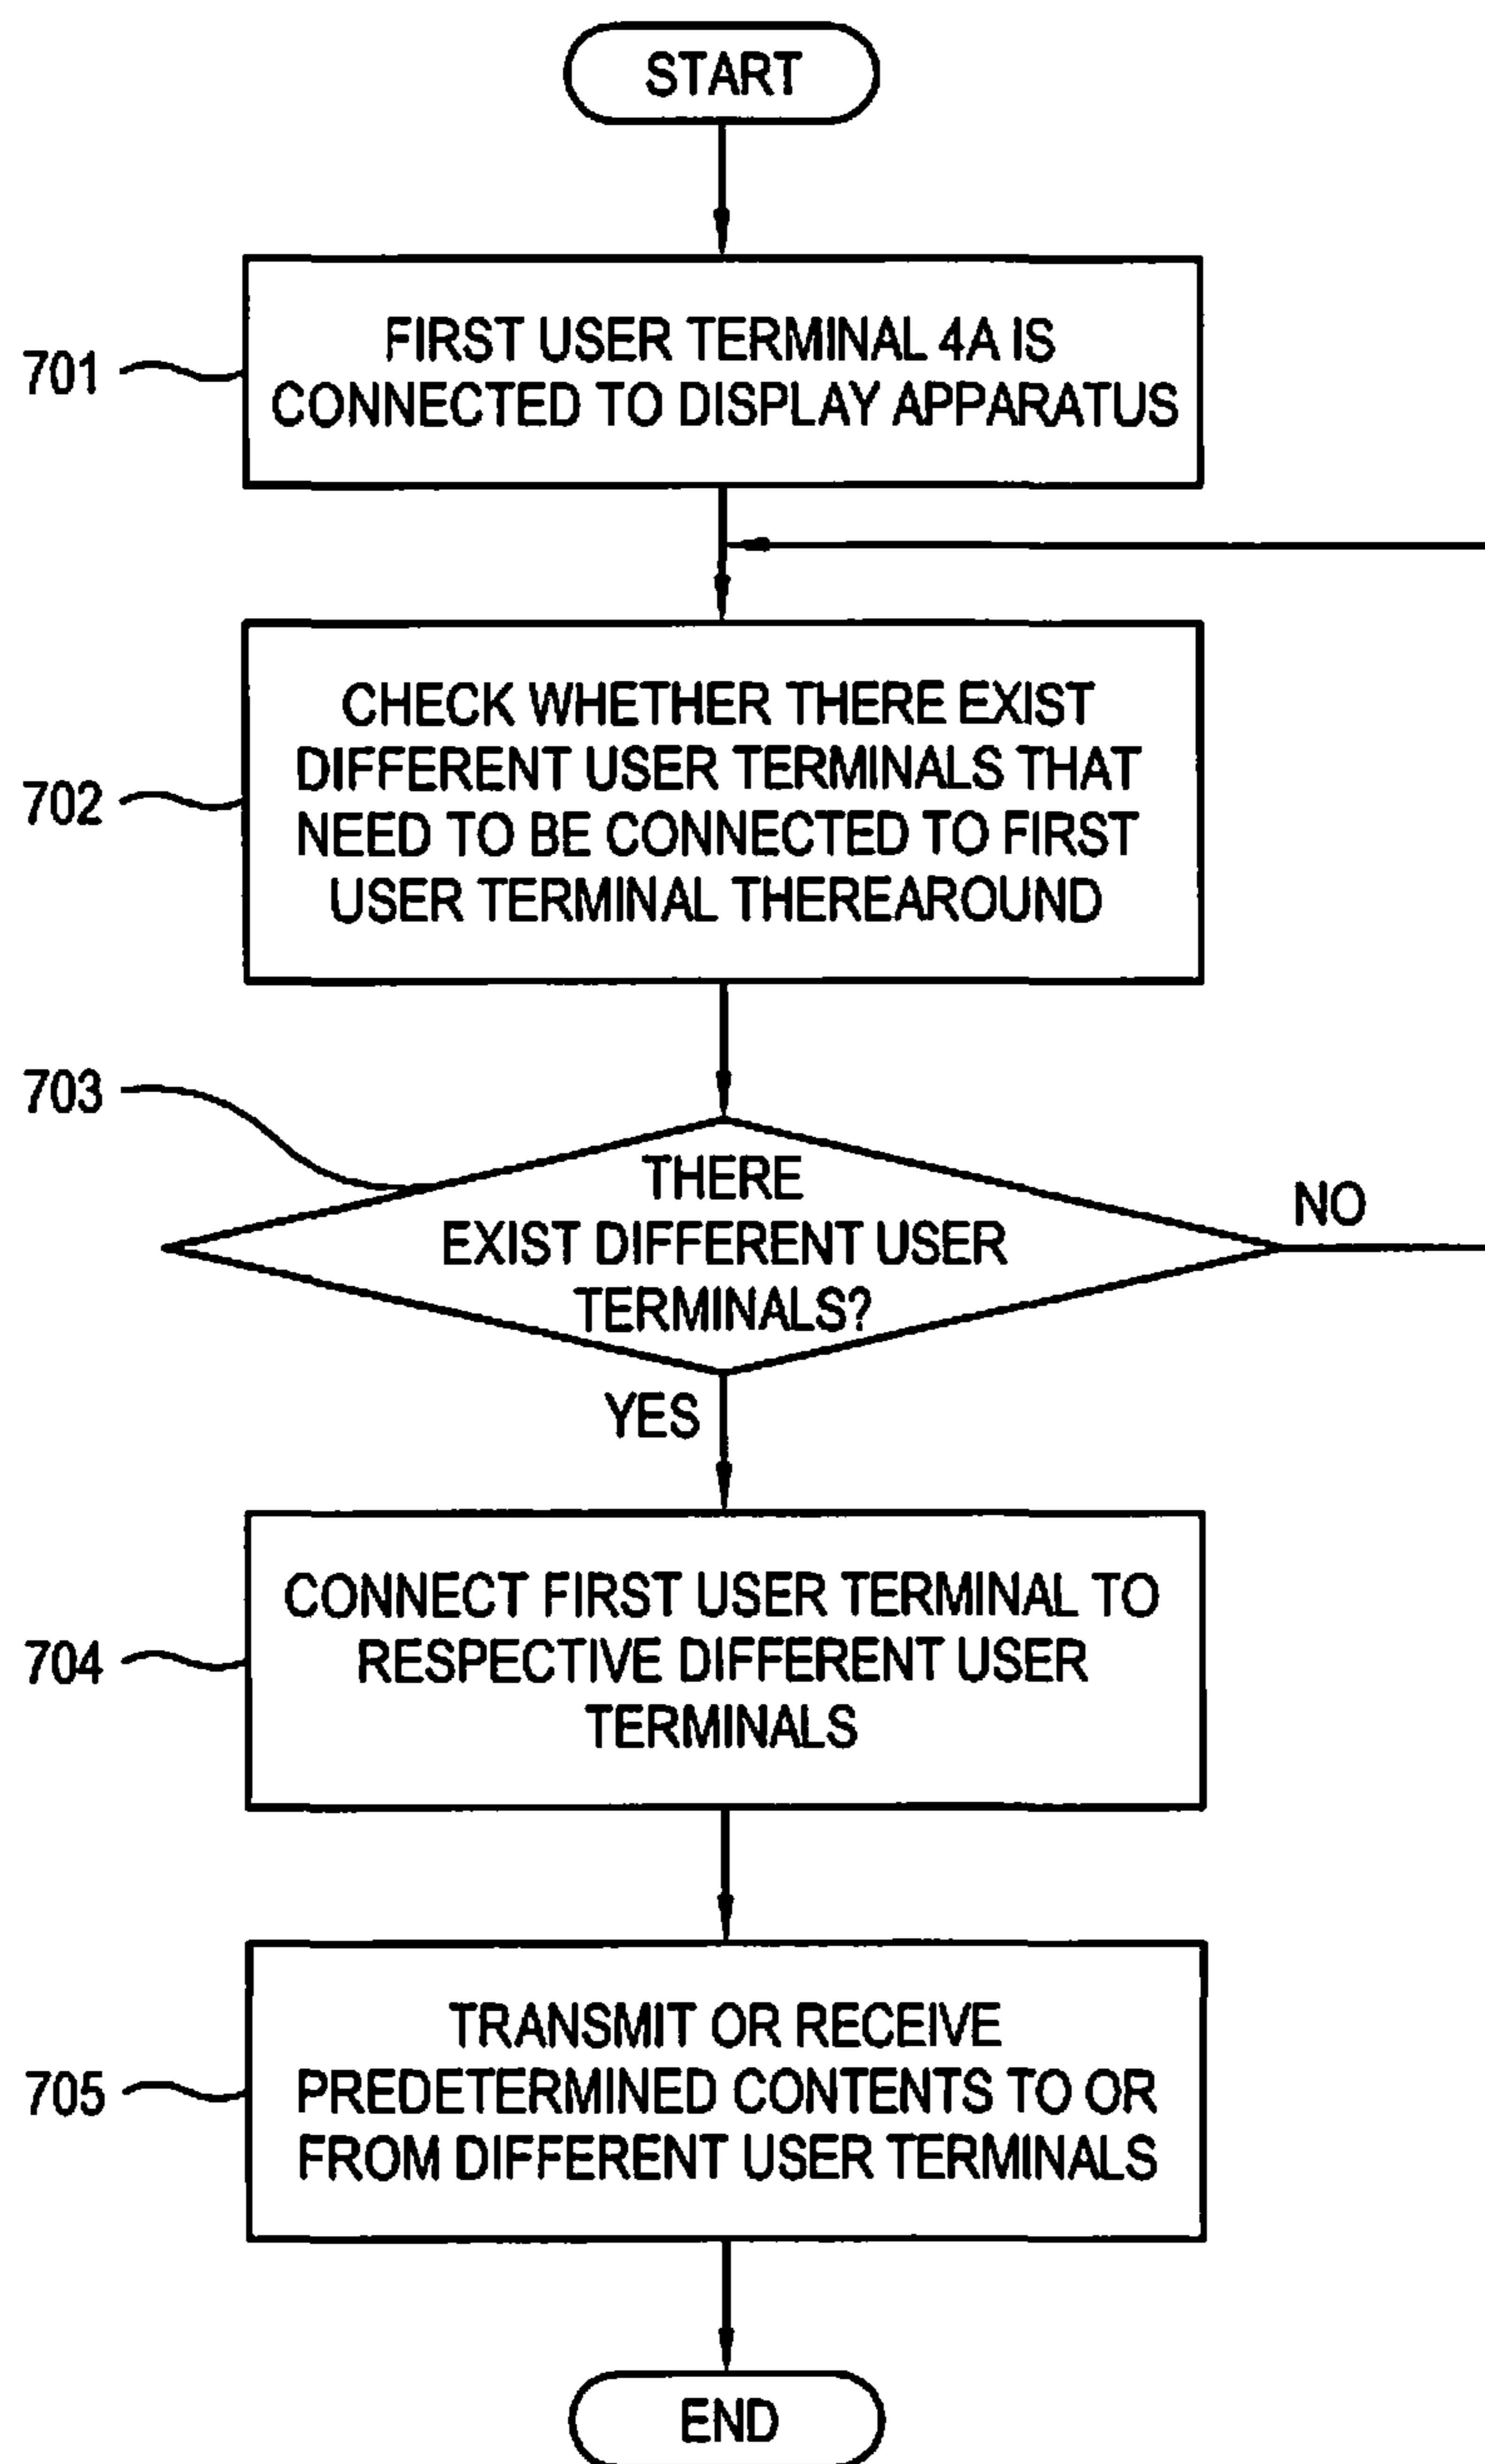 START
701
FIRST USER TERMINAL 4A IS
CONNECTED TO DISPLAY APPARATUS
702
CHECK WHETHER THERE EXIST
DIFFERENT USER TERMINALS THAT
NEED TO BE CONNECTED TO FIRST
USER TERMINAL THEREAROUND
703
THERE
EXIST DIFFERENT USER
TERMINALS?
NO
YES
704
CONNECT FIRST USER TERMINAL TO
RESPECTIVE DIFFERENT USER
TERMINALS
705
TRANSMIT OR RECEIVE
PREDETERMINED CONTENTS TO OR
FROM DIFFERENT USER TERMINALS
END